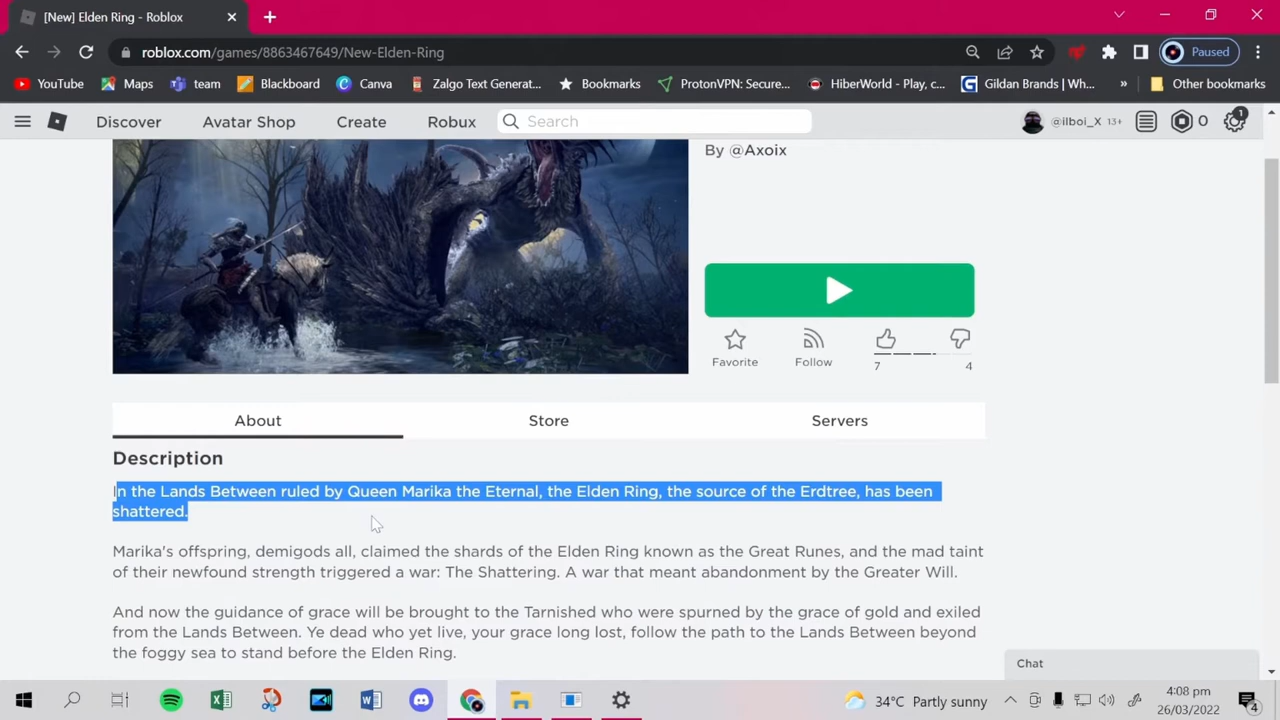 [New] Elden Ring - Roblox
roblox.com/games/8863467649/New-Elden-Ring
Paused
YouTube Maps team Blackboard Canva Zalgo Text Generat... Bookmarks ProtonVPN: Secure... HiberWorld - Play, c... Gildan Brands | Wh... » Other bookmarks
Discover Avatar Shop Create Robux Search @ilboi_X 13+ 0 1
By @Axoix
Favorite Follow 7 4
About Store Servers
Description
In the Lands Between ruled by Queen Marika the Eternal, the Elden Ring, the source of the Erdtree, has been
shattered.
Marika's offspring, demigods all, claimed the shards of the Elden Ring known as the Great Runes, and the mad taint
of their newfound strength triggered a war: The Shattering. A war that meant abandonment by the Greater Will.
And now the guidance of grace will be brought to the Tarnished who were spurned by the grace of gold and exiled
from the Lands Between. Ye dead who yet live, your grace long lost, follow the path to the Lands Between beyond
the foggy sea to stand before the Elden Ring.
Chat
34°C Partly sunny
4:08 pm
26/03/2022
4